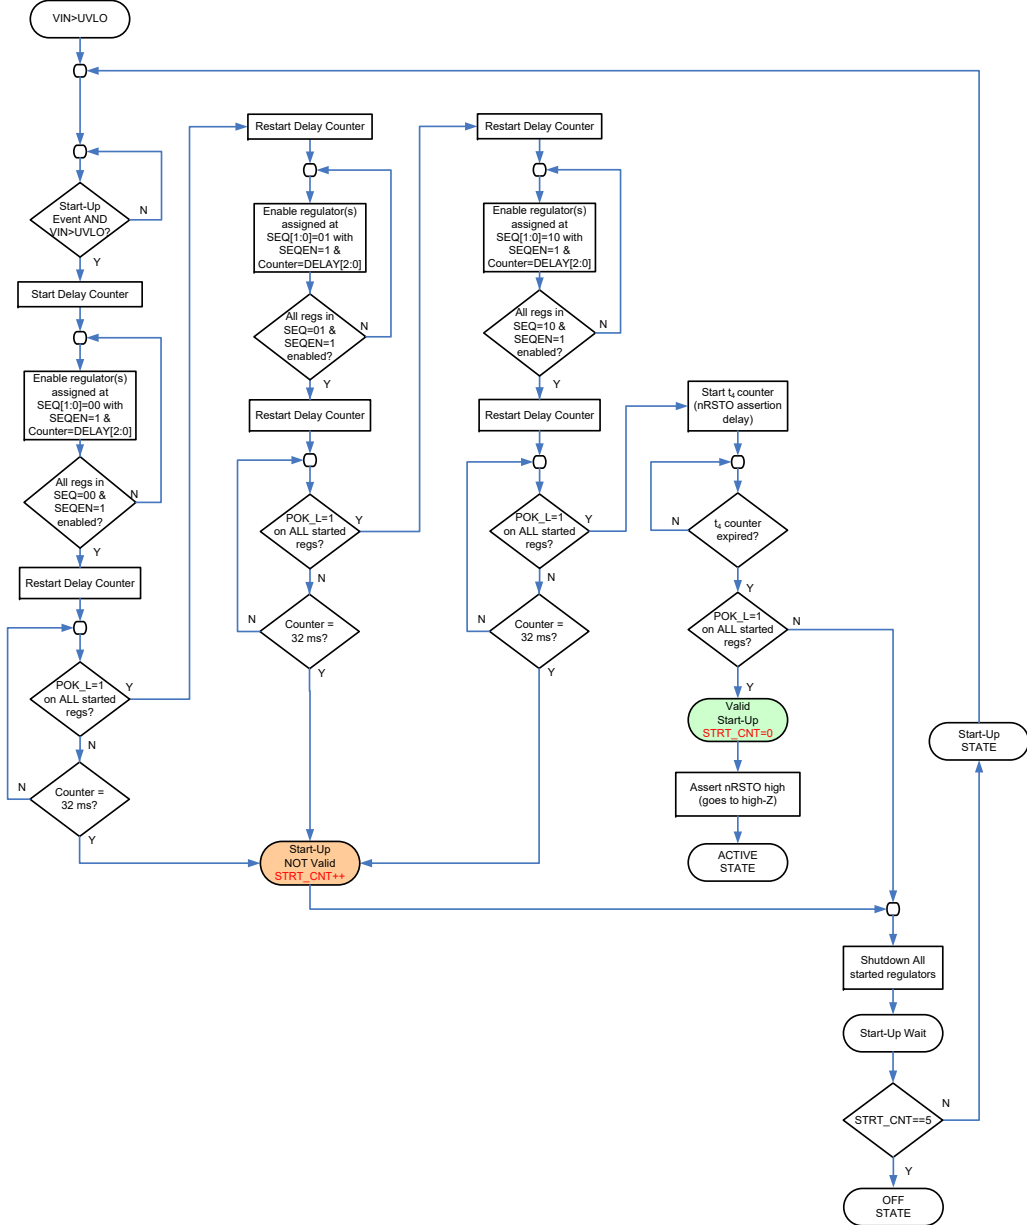 VIN>UVLO
Start-Up
Event AND
VIN>UVLO?
N
Y
Start Delay Counter
Enable regulator(s)
assigned at
SEQ[1:0]=00 with
SEQEN=1 &
Counter=DELAY[2:0]
All regs in
SEQ=00 &
SEQEN=1
enabled?
N
Y
Restart Delay Counter
POK_L=1
on ALL started
regs?
Y
N
Counter =
32 ms?
N
Y
Restart Delay Counter
Enable regulator(s)
assigned at
SEQ[1:0]=01 with
SEQEN=1 &
Counter=DELAY[2:0]
All regs in
SEQ=01 &
SEQEN=1
enabled?
N
Y
Restart Delay Counter
POK_L=1
on ALL started
regs?
Y
N
Counter =
32 ms?
N
Y
Start-Up
NOT Valid
STRT_CNT++
Restart Delay Counter
Enable regulator(s)
assigned at
SEQ[1:0]=10 with
SEQEN=1 &
Counter=DELAY[2:0]
All regs in
SEQ=10 &
SEQEN=1
enabled?
N
Y
Restart Delay Counter
POK_L=1
on ALL started
regs?
Y
N
Counter =
32 ms?
N
Y
Start t₄ counter
(nRSTO assertion
delay)
t₄ counter
expired?
N
Y
POK_L=1
on ALL started
regs?
N
Y
Valid
Start-Up
STRT_CNT=0
Assert nRSTO high
(goes to high-Z)
ACTIVE
STATE
Start-Up
STATE
Shutdown All
started regulators
Start-Up Wait
STRT_CNT==5
N
Y
OFF
STATE